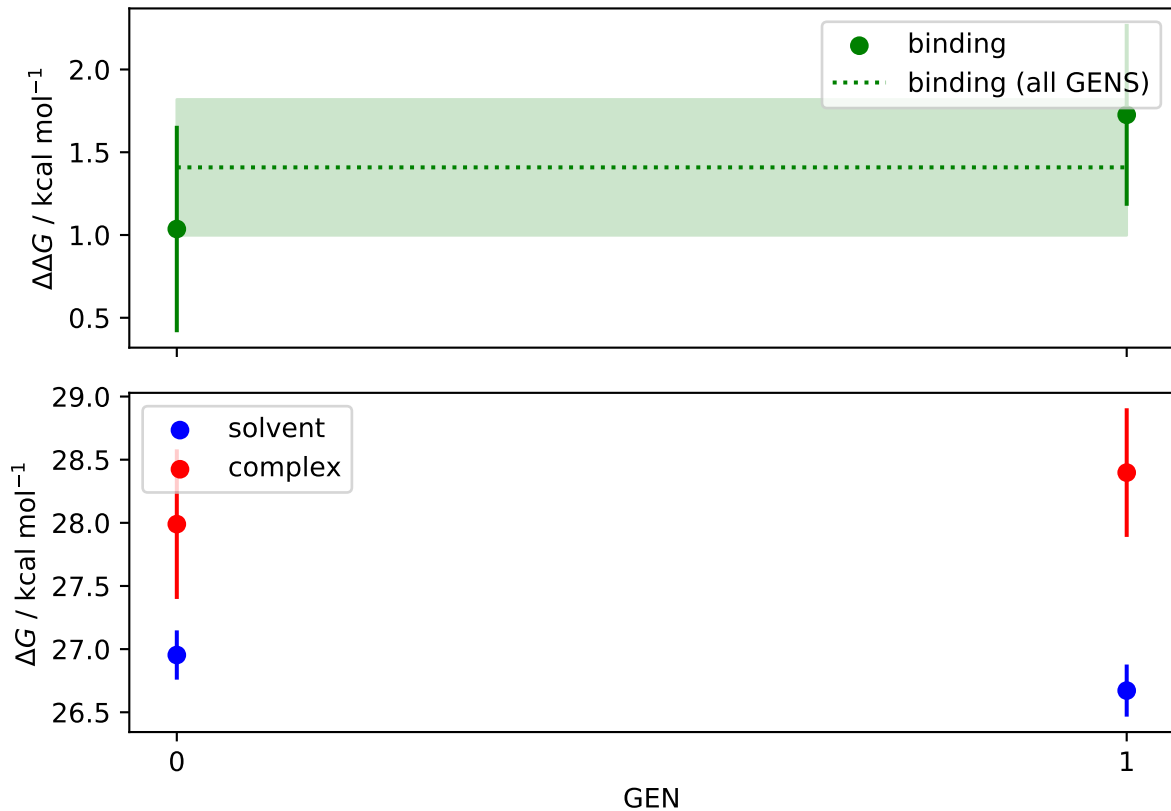 ΔΔG / kcal mol⁻¹
2.0
1.5
1.0
0.5
binding
binding (all GENS)
ΔG / kcal mol⁻¹
29.0
28.5
28.0
27.5
27.0
26.5
solvent
complex
0
1
GEN